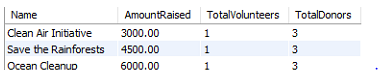 Name AmountRaised TotalVolunteers TotalDonors
Clean Air Initiative 3000.00 1 3
Save the Rainforests 4500.00 1 3
Ocean Cleanup 6000.00 1 3
.